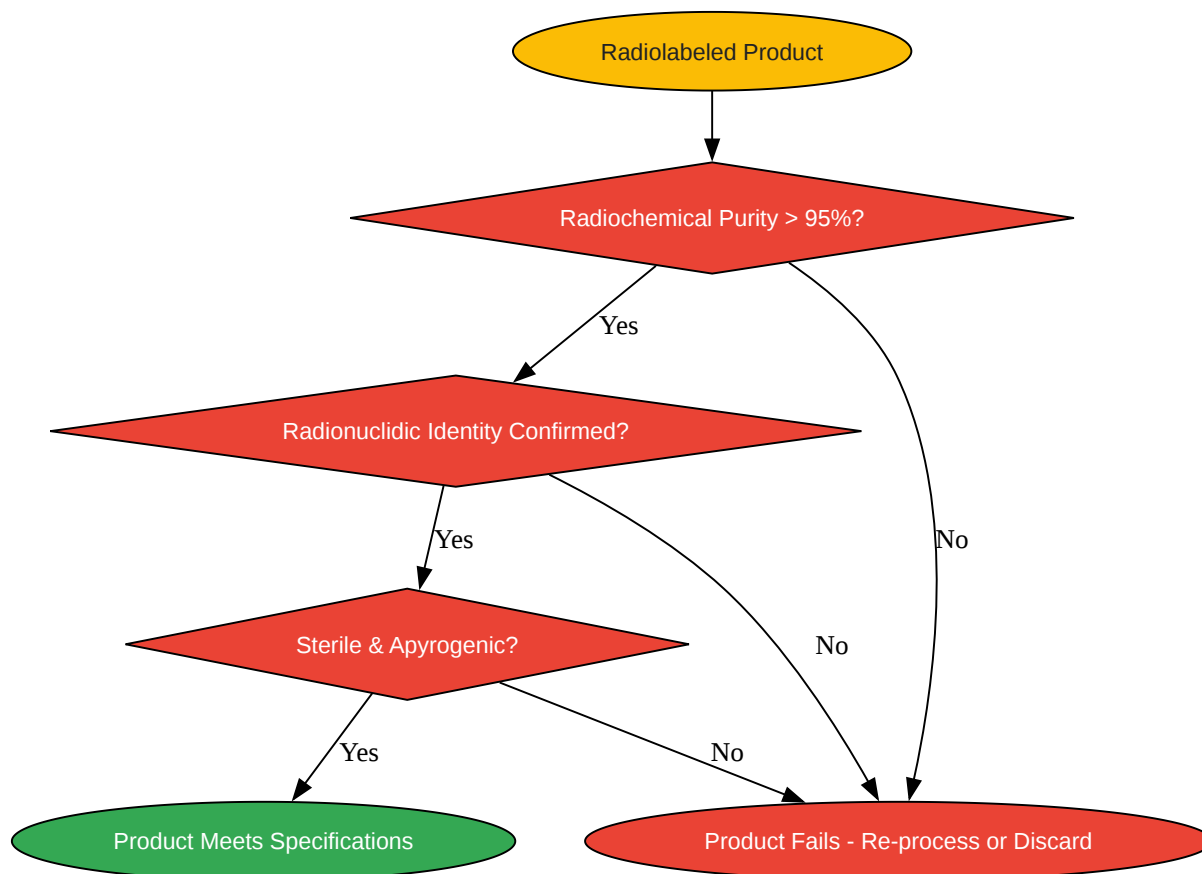 Radiolabeled Product
Radiochemical Purity > 95%?
Yes
Radionuclidic Identity Confirmed?
Yes
No
Sterile & Apyrogenic?
No
Yes
No
Product Meets Specifications
Product Fails - Re-process or Discard